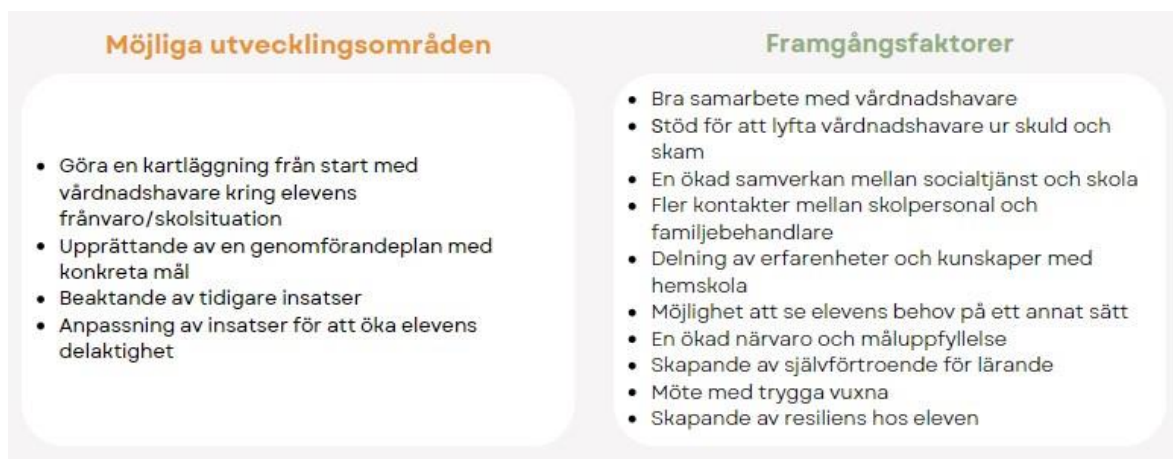 Möjliga utvecklingsområden
• Göra en kartläggning från start med
vårdnadshavare kring elevens
frånvaro/skolsituation
• Upprättande av en genomförandeplan med
konkreta mål
• Beaktande av tidigare insatser
• Anpassning av insatser för att öka elevens
delaktighet
Framgångsfaktorer
• Bra samarbete med vårdnadshavare
• Stöd för att lyfta vårdnadshavare ur skuld och
skam
• En ökad samverkan mellan socialtjänst och skola
• Fler kontakter mellan skolpersonal och
familjebehandlare
• Delning av erfarenheter och kunskaper med
hemskola
• Möjlighet att se elevens behov på ett annat sätt
• En ökad närvaro och måluppfyllelse
• Skapande av självförtroende för lärande
• Möte med trygga vuxna
• Skapande av resiliens hos eleven